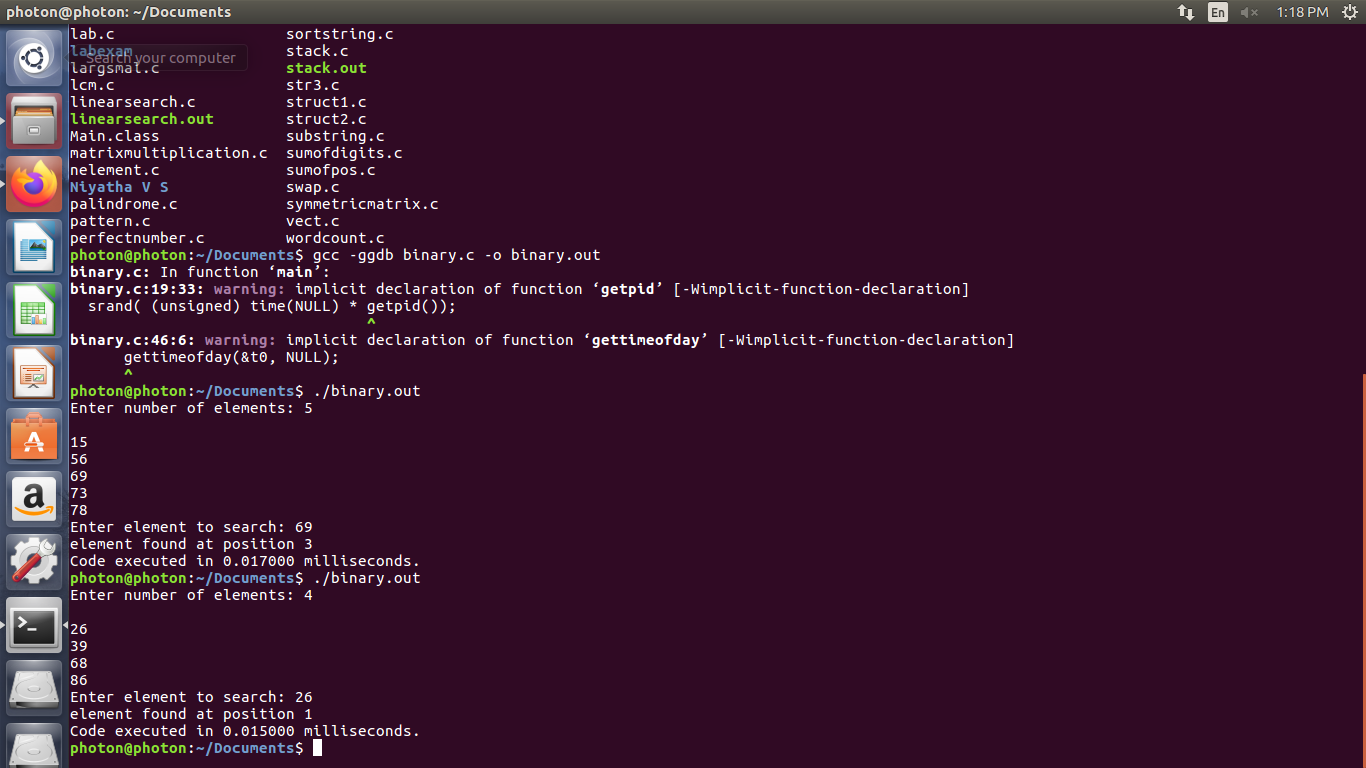 photon@photon: ~/Documents En 1:18 PM
Search your computer
lab.c sortstring.c
labexam stack.c
largsmal.c stack.out
lcm.c str3.c
linearsearch.c struct1.c
linearsearch.out struct2.c
Main.class substring.c
matrixmultiplication.c sumofdigits.c
nelement.c sumofpos.c
Niyatha V S swap.c
palindrome.c symmetricmatrix.c
pattern.c vect.c
perfectnumber.c wordcount.c
photon@photon:~/Documents$ gcc -ggdb binary.c -o binary.out
binary.c: In function ‘main’:
binary.c:19:33: warning: implicit declaration of function ‘getpid’ [-Wimplicit-function-declaration]
srand( (unsigned) time(NULL) * getpid());
^
binary.c:46:6: warning: implicit declaration of function ‘gettimeofday’ [-Wimplicit-function-declaration]
gettimeofday(&t0, NULL);
^
photon@photon:~/Documents$ ./binary.out
Enter number of elements: 5
15
56
69
73
78
Enter element to search: 69
element found at position 3
Code executed in 0.017000 milliseconds.
photon@photon:~/Documents$ ./binary.out
Enter number of elements: 4
26
39
68
86
Enter element to search: 26
element found at position 1
Code executed in 0.015000 milliseconds.
photon@photon:~/Documents$